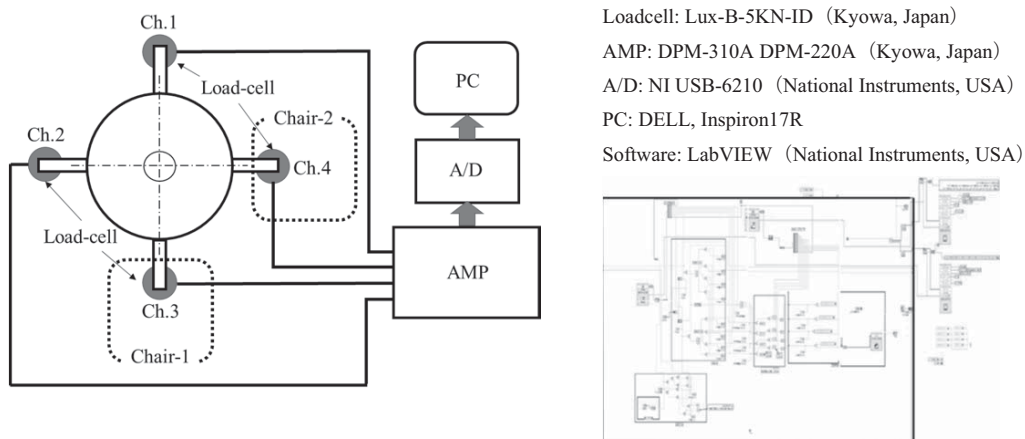 Ch.1
Load-cell
Chair-2
Ch.2
Ch.4
Load-cell
Ch.3
Chair-1
PC
A/D
AMP
Loadcell: Lux-B-5KN-ID（Kyowa, Japan）
AMP: DPM-310A DPM-220A（Kyowa, Japan）
A/D: NI USB-6210（National Instruments, USA）
PC: DELL, Inspiron17R
Software: LabVIEW（National Instruments, USA）